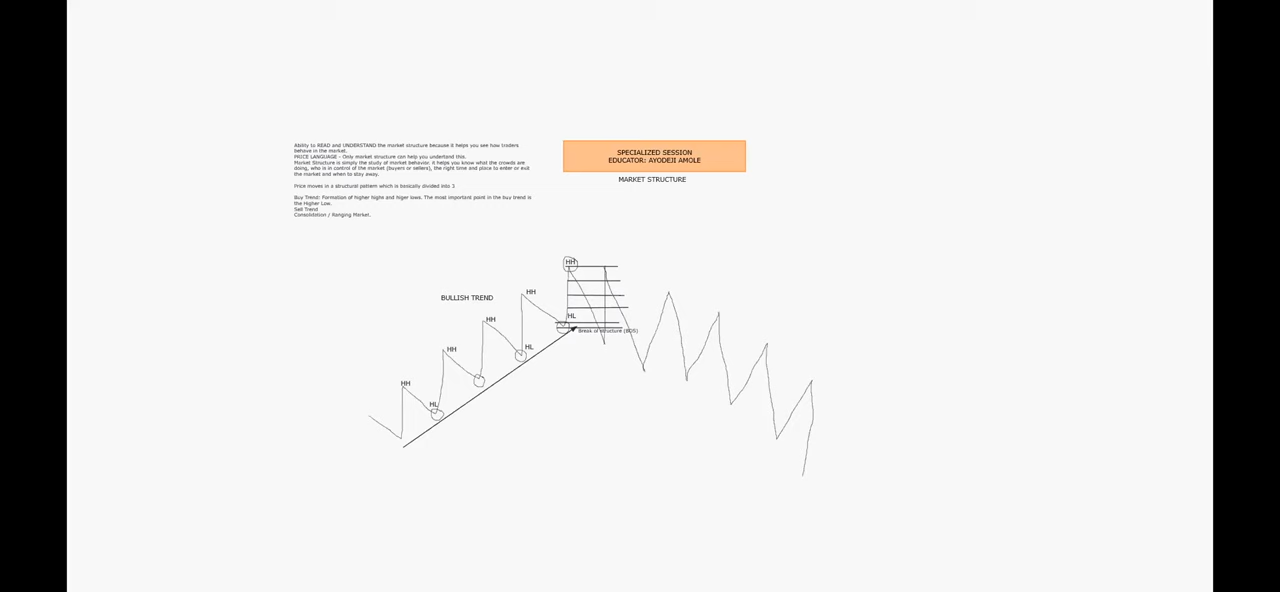 Ability to READ and UNDERSTAND the market structure because it helps you see how traders
behave in the market.
PRICE LANGUAGE - Only market structure can help you undertand this.
Market Structure is simply the study of market behavior. it helps you know what the crowds are
doing, who is in control of the market (buyers or sellers), the right time and place to enter or exit
the market and when to stay away.
Price moves in a structural pattern which is basically divided into 3
Buy Trend: Formation of higher highs and higer lows. The most important point in the buy trend is
the Higher Low.
Sell Trend
Consolidation / Ranging Market.
SPECIALIZED SESSION
EDUCATOR: AYODEJI AMOLE
MARKET STRUCTURE
HH
HH
BULLISH TREND
HL
HH
Break of structure (BOS)
HH
HL
HH
HL